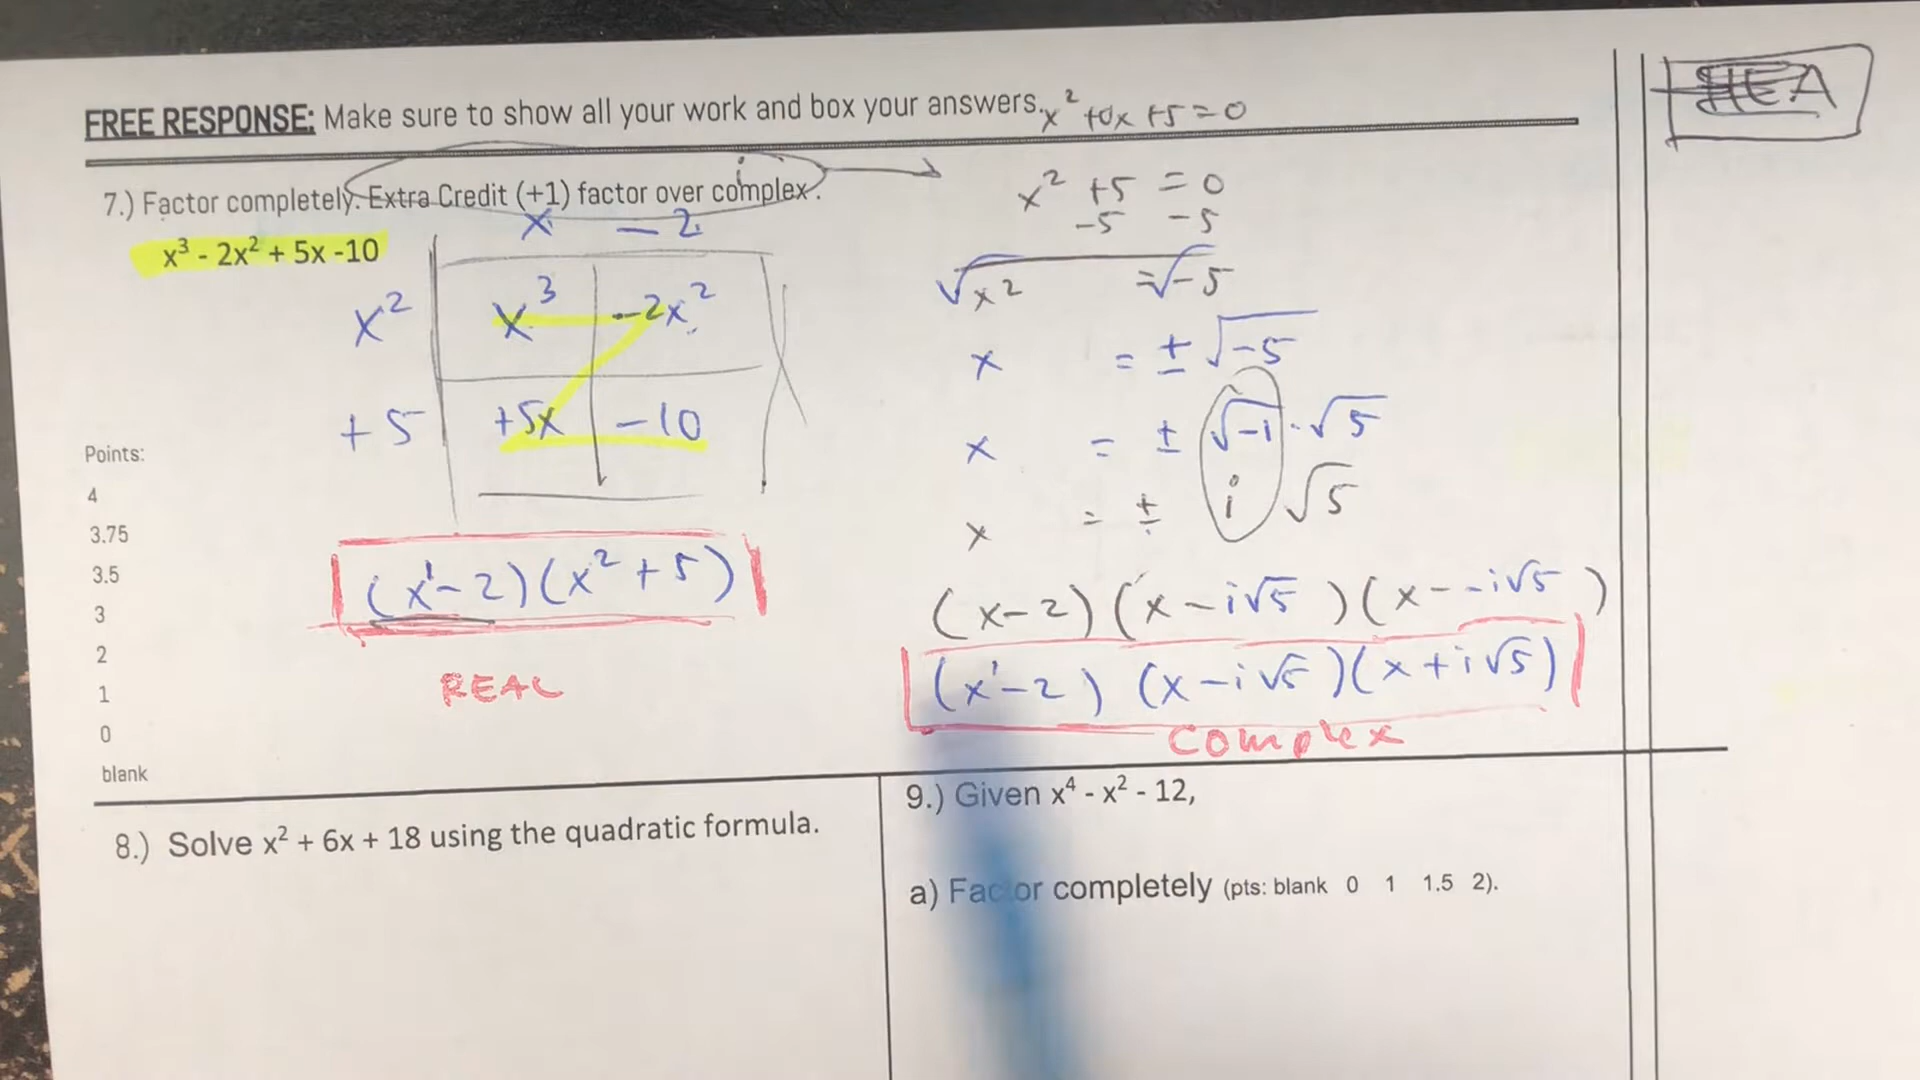 FREE RESPONSE: Make sure to show all your work and box your answers.
x² +0x +5 = 0
HEA
7.) Factor completely. Extra Credit (+1) factor over complex.
i
x³ - 2x² + 5x -10
x - 2
x² x³ -2x²
+5 +5x -10
(x¹-2)(x²+5)
REAL
x² +5 = 0
-5 -5
√x² = √-5
x = ± √-5
x = ± √-1 · √5
x = ± i √5
(x-2)(x-i√5)(x--i√5)
(x¹-2) (x-i√5)(x+i√5)
complex
Points:
4
3.75
3.5
3
2
1
0
blank
8.) Solve x² + 6x + 18 using the quadratic formula.
9.) Given x⁴ - x² - 12,
a) Factor completely (pts: blank 0 1 1.5 2).